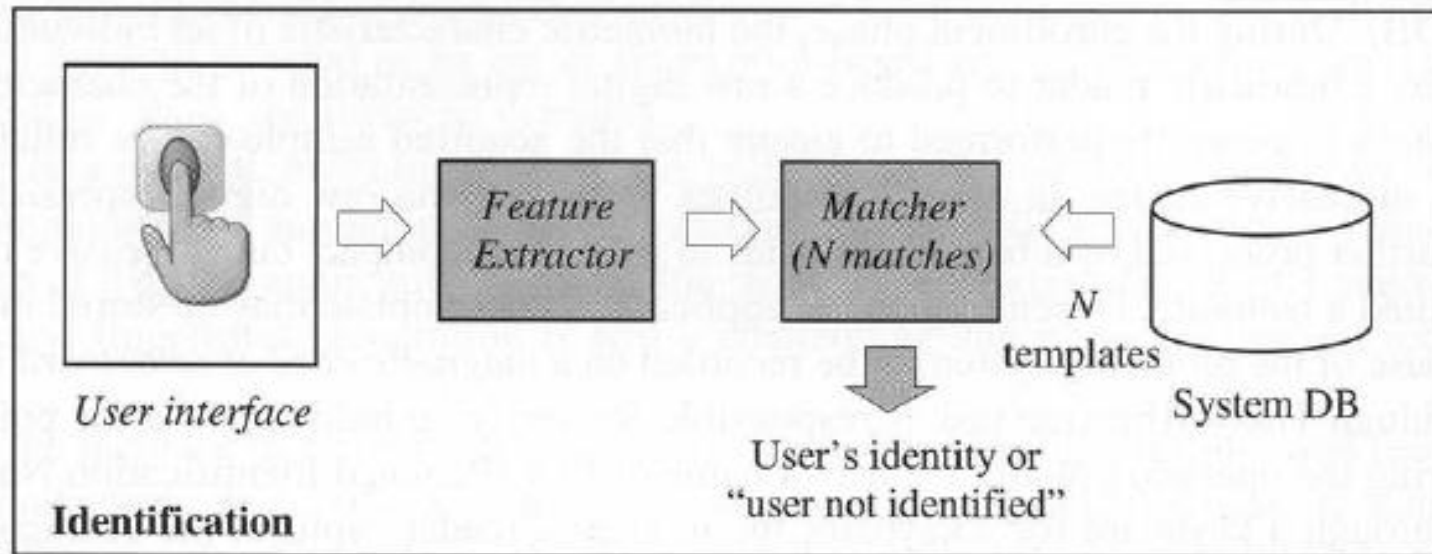 Feature
Extractor
Matcher
(N matches)
N
templates
System DB
User interface
User's identity or
“user not identified”
Identification